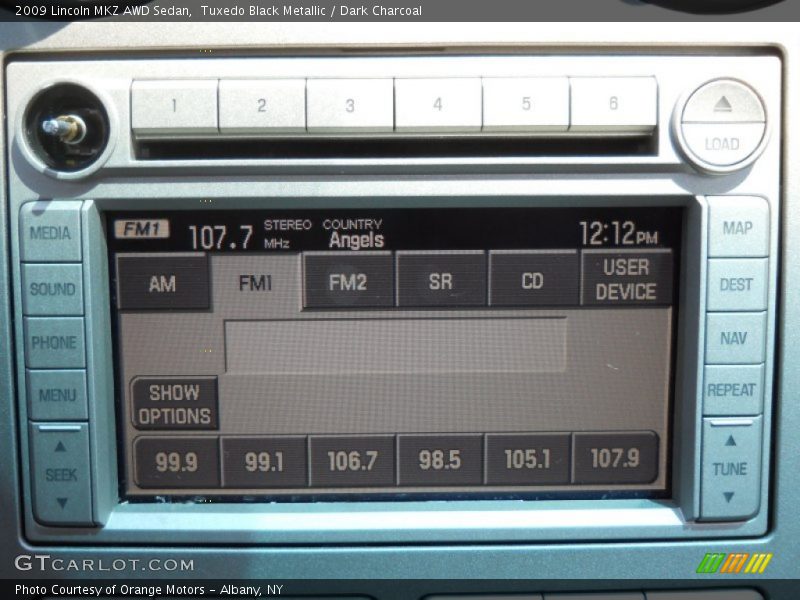 2009 Lincoln MKZ AWD Sedan, Tuxedo Black Metallic / Dark Charcoal
1 2 3 4 5 6
LOAD
MEDIA
SOUND
PHONE
MENU
SEEK
FM1 107.7 MHz STEREO COUNTRY Angels 12:12PM
AM FM1 FM2 SR CD USER DEVICE
SHOW OPTIONS
99.9 99.1 106.7 98.5 105.1 107.9
MAP
DEST
NAV
REPEAT
TUNE
GTCARLOT.COM
Photo Courtesy of Orange Motors - Albany, NY